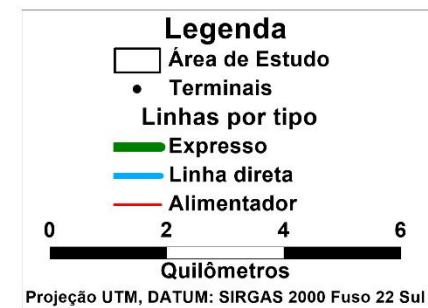 Legenda
Área de Estudo
Terminais
Linhas por tipo
Expresso
Linha direta
Alimentador
0 2 4 6
Quilômetros
Projeção UTM, DATUM: SIRGAS 2000 Fuso 22 Sul